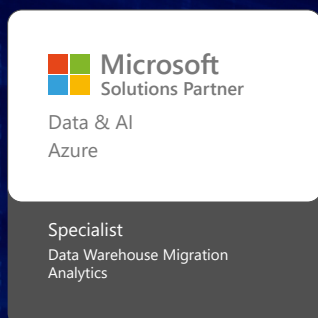 Microsoft
Solutions Partner
Data & AI
Azure
Specialist
Data Warehouse Migration
Analytics